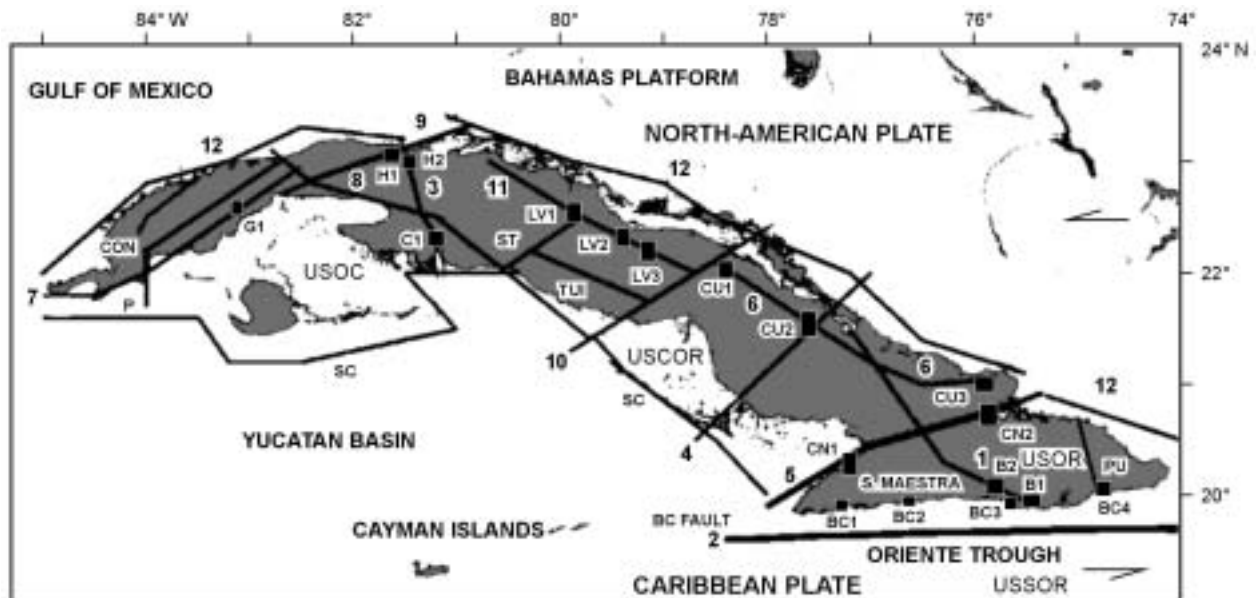 84° W
82°
80°
78°
76°
74°
24° N
BAHAMAS PLATFORM
GULF OF MEXICO
NORTH-AMERICAN PLATE
9
12
H2
H1
8
3
11
12
LV1
G1
CON
C1
ST
LV2
LV3
USOC
22°
7
P
TUI
CU1
6
CU2
10
USCOR
SC
SC
6
12
CU3
YUCATAN BASIN
4
CN1
CN2
5
1
USOR
B2
PU
S. MAESTRA
B1
20°
BC1
BC2
BC3
BC4
BC FAULT
CAYMAN ISLANDS
2
ORIENTE TROUGH
CARIBBEAN PLATE
USSOR